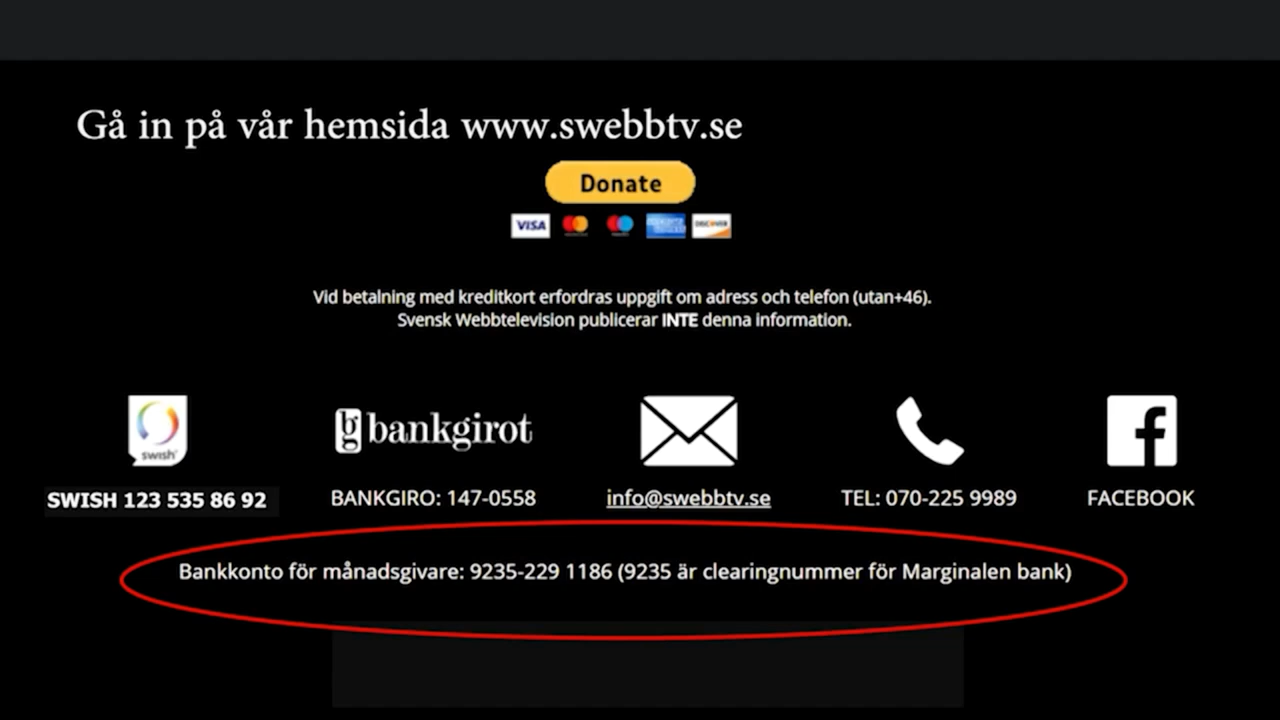 Gå in på vår hemsida www.swebbtv.se
Donate
VISA
DISCOVER
Vid betalning med kreditkort erfordras uppgift om adress och telefon (utan+46).
Svensk Webbtelevision publicerar INTE denna information.
swish
bg bankgirot
SWISH 123 535 86 92
BANKGIRO: 147-0558
info@swebbtv.se
TEL: 070-225 9989
FACEBOOK
Bankkonto för månadsgivare: 9235-229 1186 (9235 är clearingnummer för Marginalen bank)